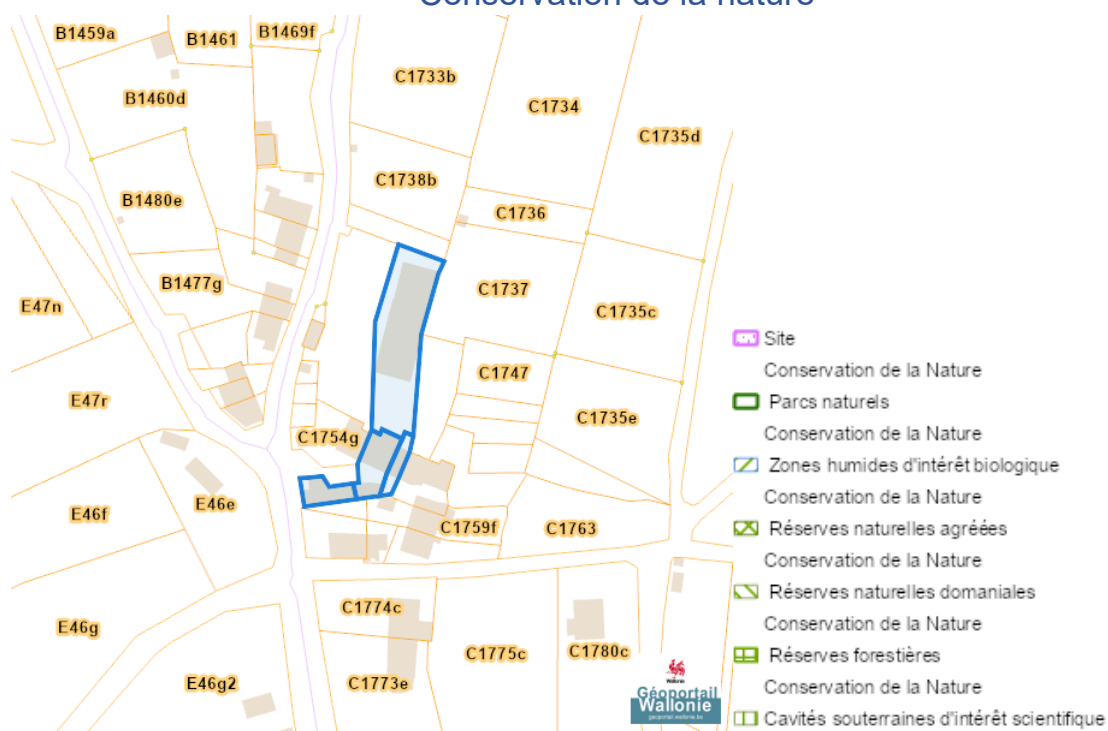 Conservation de la nature
B1459a
B1461
B1469f
C1733b
B1460d
C1734
C1735d
C1738b
B1480e
C1736
B1477g
C1737
E47n
C1735c
C1747
E47r
C1735e
C1754g
E46e
E46f
C1759f
C1763
C1774c
E46g
C1775c
C1780c
E46g2
C1773e
Wallonie
Géoportail
Wallonie
geoportail.wallonie.be
Site
Conservation de la Nature
Parcs naturels
Conservation de la Nature
Zones humides d'intérêt biologique
Conservation de la Nature
Réserves naturelles agréées
Conservation de la Nature
Réserves naturelles domaniales
Conservation de la Nature
Réserves forestières
Conservation de la Nature
Cavités souterraines d'intérêt scientifique